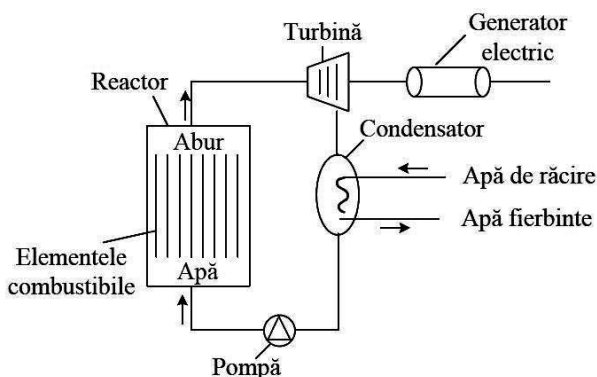 Turbină
Generator
electric
Reactor
Abur
Condensator
Apă de răcire
Apă fierbinte
Elementele
combustibile
Apă
Pompă